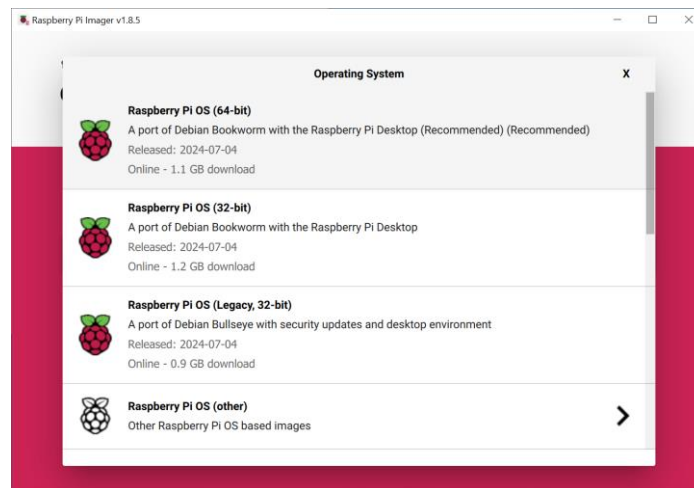 Raspberry Pi Imager v1.8.5
Operating System
X
Raspberry Pi OS (64-bit)
A port of Debian Bookworm with the Raspberry Pi Desktop (Recommended) (Recommended)
Released: 2024-07-04
Online - 1.1 GB download
Raspberry Pi OS (32-bit)
A port of Debian Bookworm with the Raspberry Pi Desktop
Released: 2024-07-04
Online - 1.2 GB download
Raspberry Pi OS (Legacy, 32-bit)
A port of Debian Bullseye with security updates and desktop environment
Released: 2024-07-04
Online - 0.9 GB download
Raspberry Pi OS (other)
Other Raspberry Pi OS based images